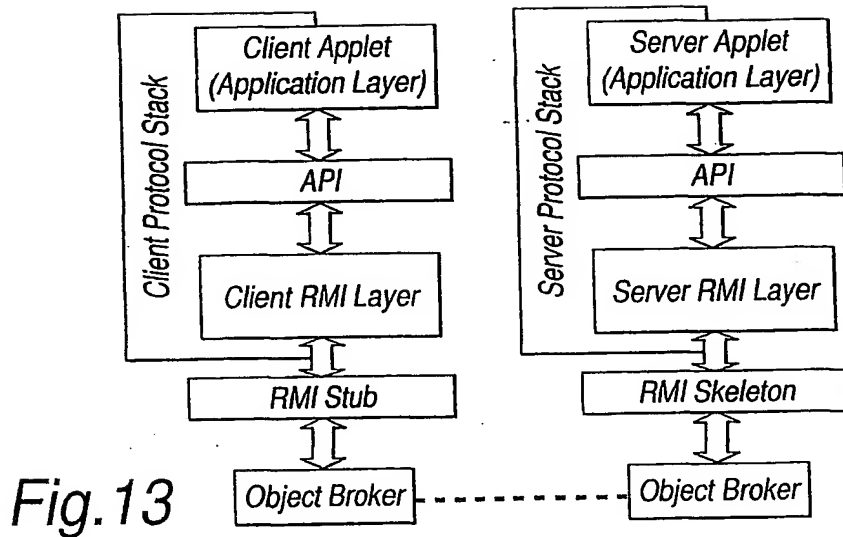 Client Protocol Stack
Client Applet
(Application Layer)
API
Client RMI Layer
RMI Stub
Object Broker
Server Protocol Stack
Server Applet
(Application Layer)
API
Server RMI Layer
RMI Skeleton
Object Broker
Fig.13